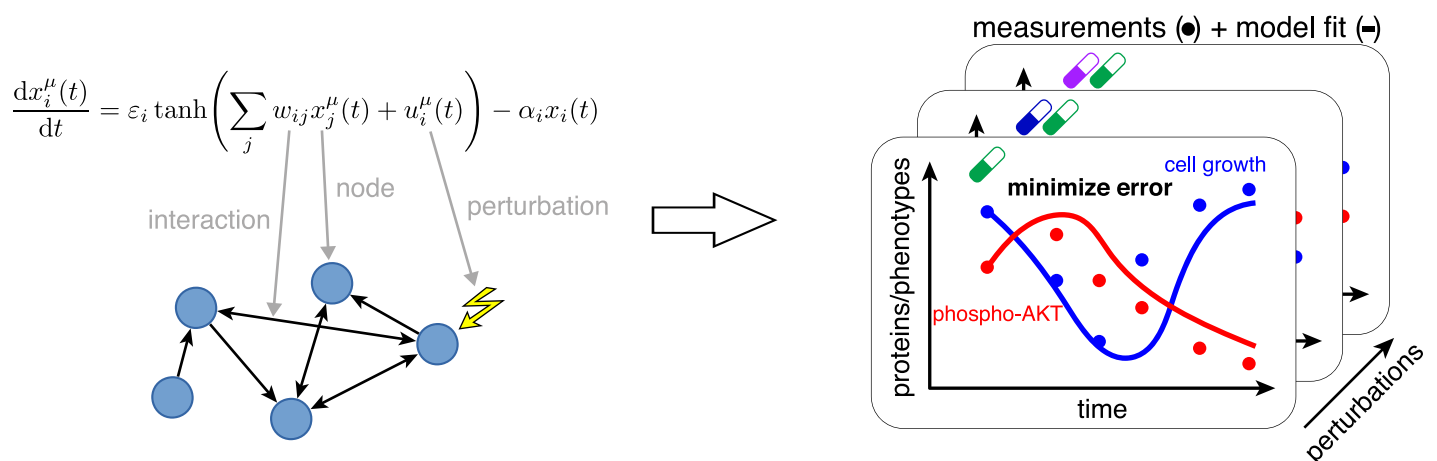 dx_i^μ(t)/dt = ε_i tanh(∑_j w_ij x_j^μ(t) + u_i^μ(t)) − α_i x_i(t)
node
interaction
perturbation
measurements (●) + model fit (-)
cell growth
minimize error
phospho-AKT
proteins/phenotypes
time
perturbations